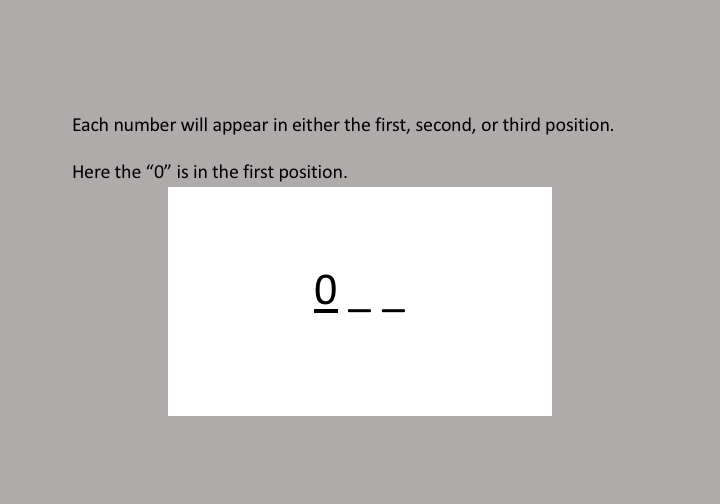 Each number will appear in either the first, second, or third position.
Here the “0” is in the first position.
0 _ _